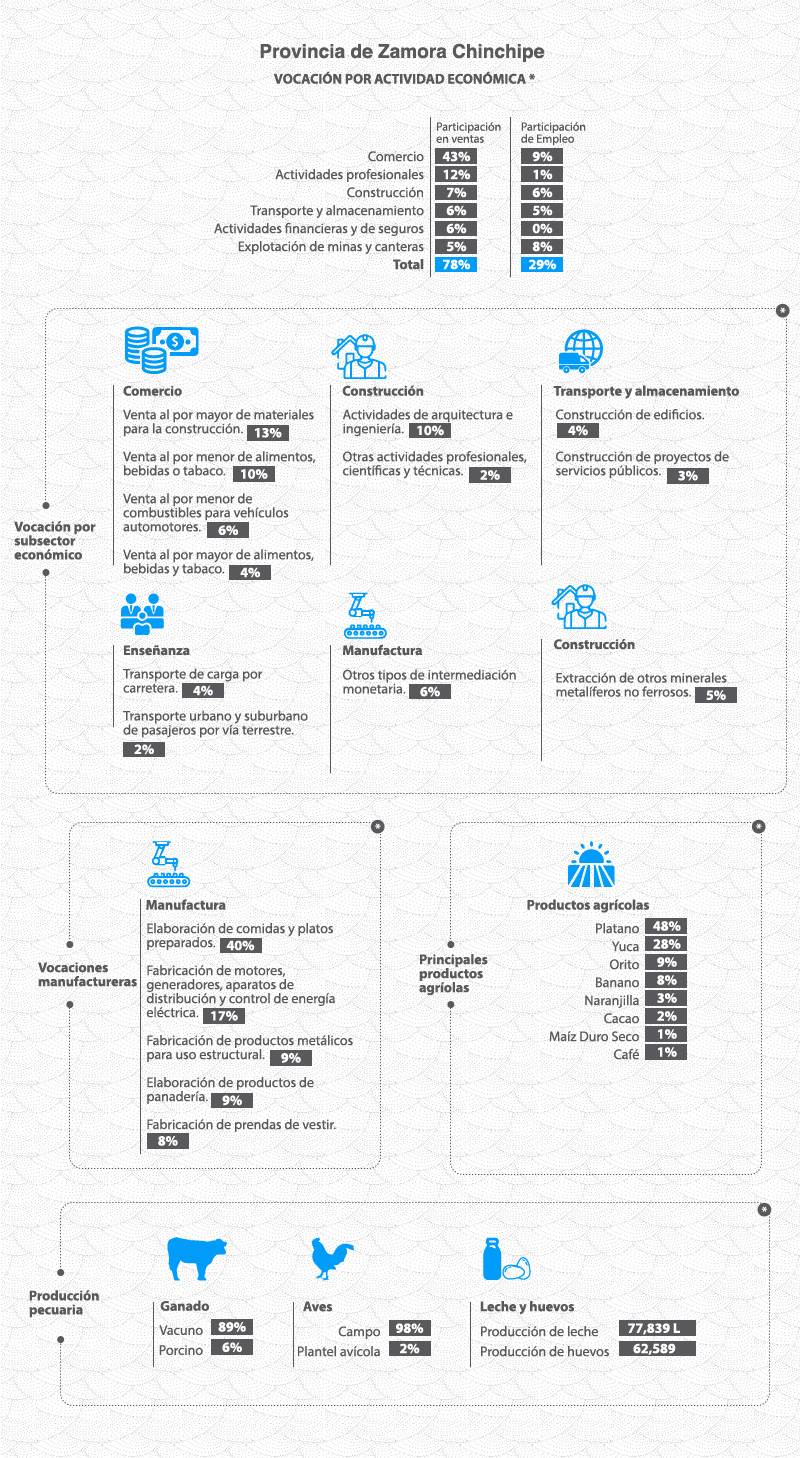 Provincia de Zamora Chinchipe
VOCACIÓN POR ACTIVIDAD ECONÓMICA *
Participación en ventas
Participación de Empleo
Comercio 43% 9%
Actividades profesionales 12% 1%
Construcción 7% 6%
Transporte y almacenamiento 6% 5%
Actividades financieras y de seguros 6% 0%
Explotación de minas y canteras 5% 8%
Total 78% 29%
*
Vocación por
subsector
económico
Comercio
Venta al por mayor de materiales
para la construcción. 13%
Venta al por menor de alimentos,
bebidas o tabaco. 10%
Venta al por menor de
combustibles para vehículos
automotores. 6%
Venta al por mayor de alimentos,
bebidas y tabaco. 4%
Construcción
Actividades de arquitectura e
ingeniería. 10%
Otras actividades profesionales,
científicas y técnicas. 2%
Transporte y almacenamiento
Construcción de edificios.
4%
Construcción de proyectos de
servicios públicos. 3%
Enseñanza
Transporte de carga por
carretera. 4%
Transporte urbano y suburbano
de pasajeros por vía terrestre.
2%
Manufactura
Otros tipos de intermediación
monetaria. 6%
Construcción
Extracción de otros minerales
metalíferos no ferrosos. 5%
*
Vocaciones
manufactureras
Manufactura
Elaboración de comidas y platos
preparados. 40%
Fabricación de motores,
generadores, aparatos de
distribución y control de energía
eléctrica. 17%
Fabricación de productos metálicos
para uso estructural. 9%
Elaboración de productos de
panadería. 9%
Fabricación de prendas de vestir.
8%
*
Principales
productos
agríolas
Productos agrícolas
Platano 48%
Yuca 28%
Orito 9%
Banano 8%
Naranjilla 3%
Cacao 2%
Maíz Duro Seco 1%
Café 1%
*
Producción
pecuaria
Ganado
Vacuno 89%
Porcino 6%
Aves
Campo 98%
Plantel avícola 2%
Leche y huevos
Producción de leche 77,839 L
Producción de huevos 62,589